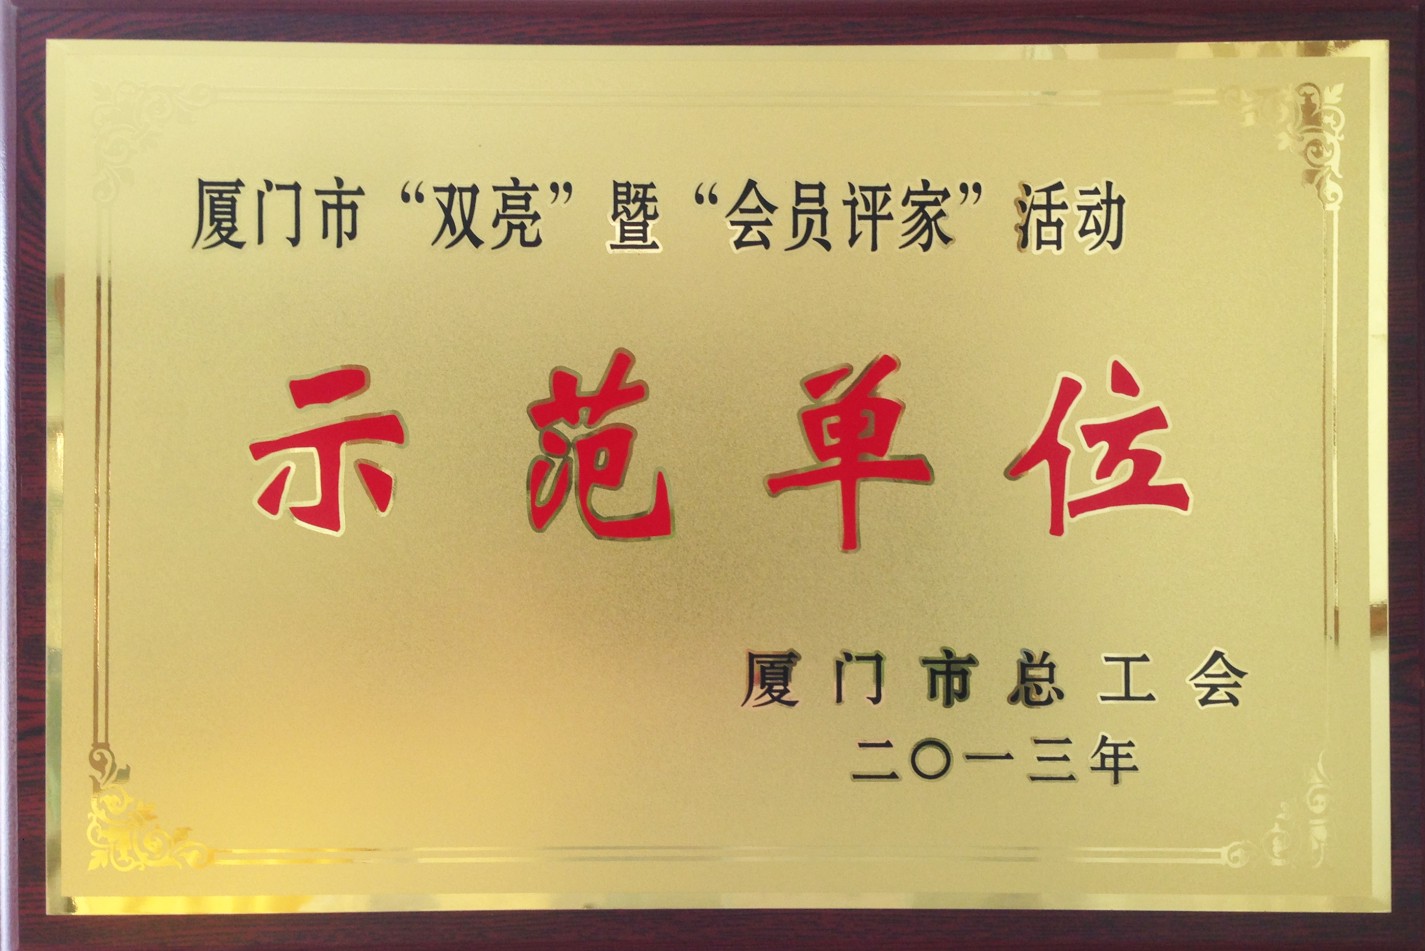 厦门市“双亮”暨“会员评家”活动
示范单位
厦门市总工会
二〇一三年